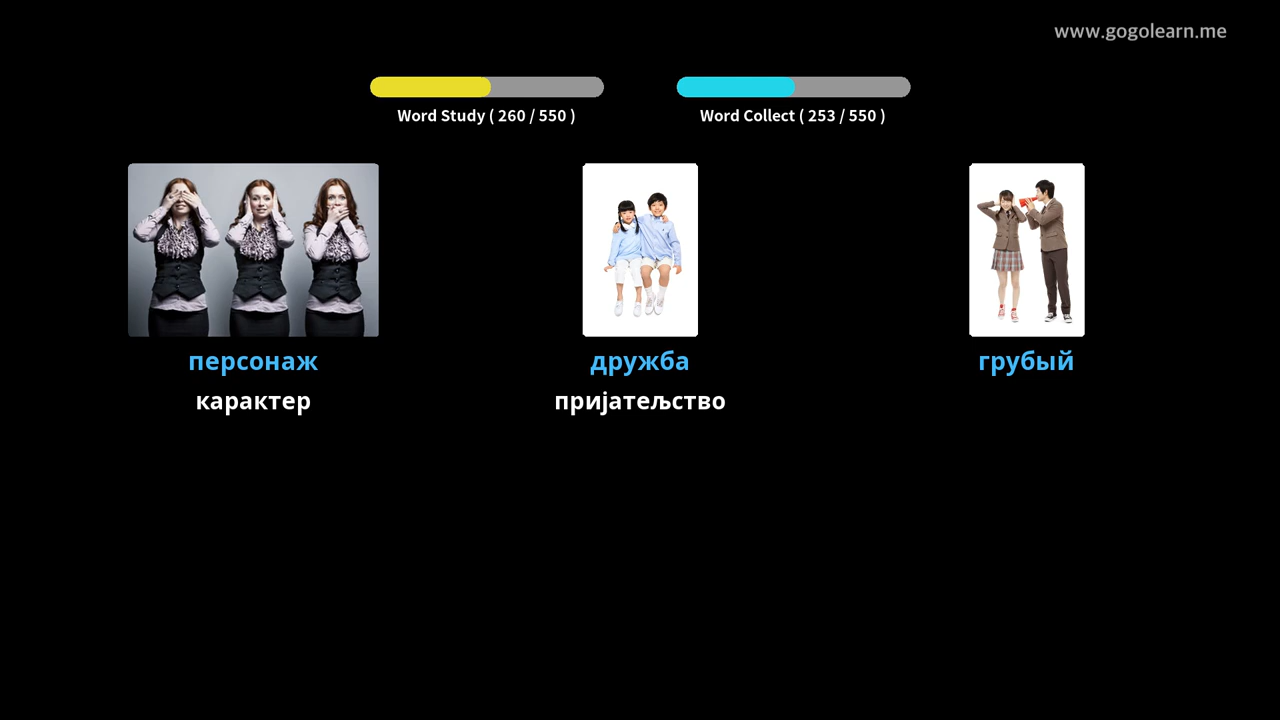 www.gogolearn.me
Word Study ( 260 / 550 )
Word Collect ( 253 / 550 )
персонаж
карактер
дружба
пријатељство
грубый